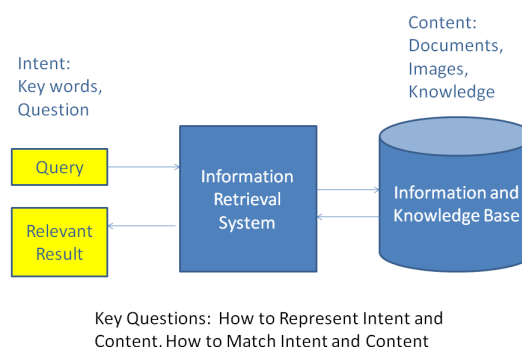 Content:
Documents,
Images,
Knowledge
Intent:
Key words,
Question
Query
Information
Retrieval
System
Information and
Knowledge Base
Relevant
Result
Key Questions: How to Represent Intent and
Content, How to Match Intent and Content